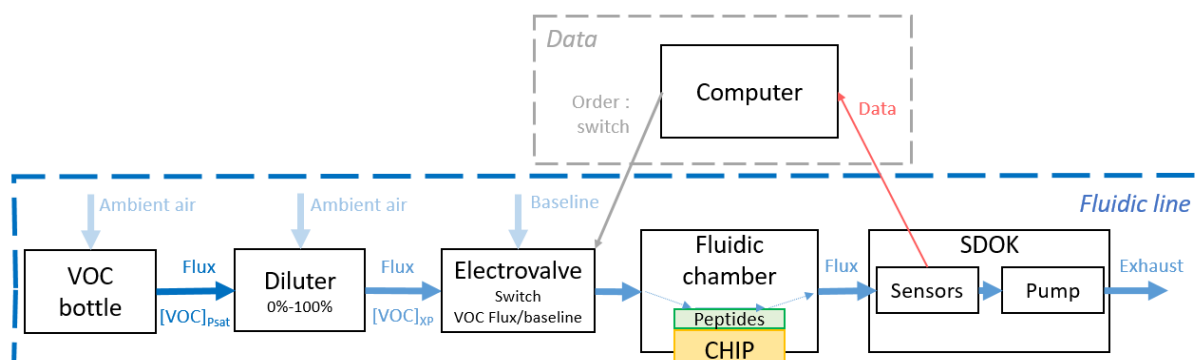 Data
Computer
Order :
switch
Data
Fluidic line
Ambient air
Ambient air
Baseline
VOC
bottle
Flux
[VOC]Psat
Diluter
0%-100%
Flux
[VOC]XP
Electrovalve
Switch
VOC Flux/baseline
Fluidic
chamber
Peptides
CHIP
Flux
SDOK
Sensors
Pump
Exhaust